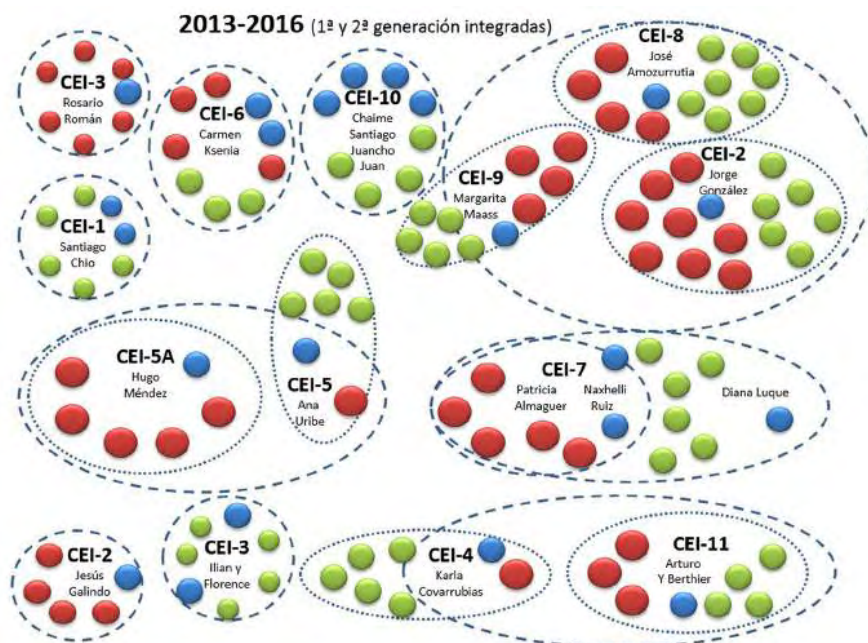 2013-2016 (1ª y 2ª generación integradas)
CEI-3
Rosario
Román
CEI-6
Carmen
Ksenia
CEI-10
Chaime
Santiago
Juancho
Juan
CEI-8
José
Amozurrutia
CEI-9
Margarita
Maass
CEI-2
Jorge
González
CEI-1
Santiago
Chio
CEI-5A
Hugo
Méndez
CEI-5
Ana
Uribe
CEI-7
Patricia
Almaguer
Naxhelli
Ruiz
Diana Luque
CEI-2
Jesús
Galindo
CEI-3
Ilian y
Florence
CEI-4
Karla
Covarrubias
CEI-11
Arturo
Y Berthier